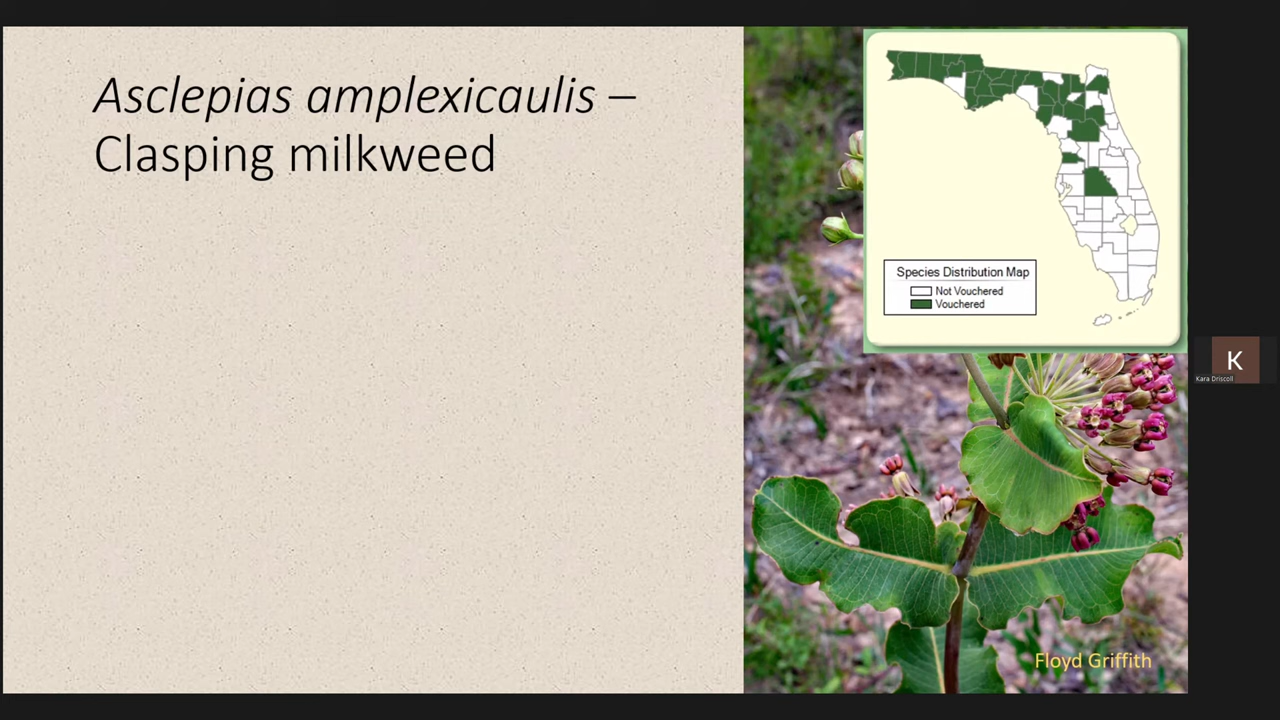 Asclepias amplexicaulis –
Clasping milkweed
Species Distribution Map
Not Vouchered
Vouchered
K
Kara Driscoll
Floyd Griffith